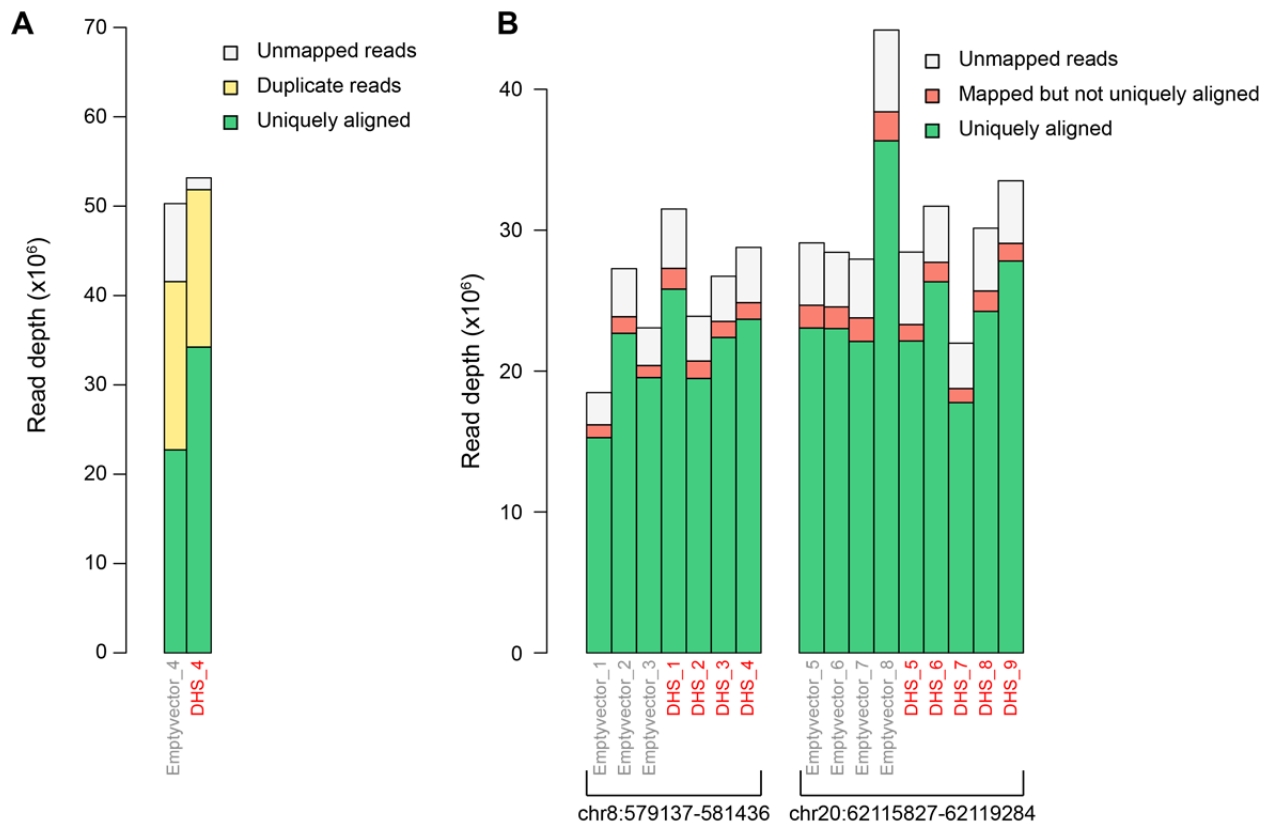 A
70
60
50
40
30
20
10
0
Read depth (x10⁶)
Unmapped reads
Duplicate reads
Uniquely aligned
Emptyvector_4
DHS_4
B
40
30
20
10
0
Read depth (x10⁶)
Unmapped reads
Mapped but not uniquely aligned
Uniquely aligned
Emptyvector_1
Emptyvector_2
Emptyvector_3
DHS_1
DHS_2
DHS_3
DHS_4
Emptyvector_5
Emptyvector_6
Emptyvector_7
Emptyvector_8
DHS_5
DHS_6
DHS_7
DHS_8
DHS_9
chr8:579137-581436
chr20:62115827-62119284